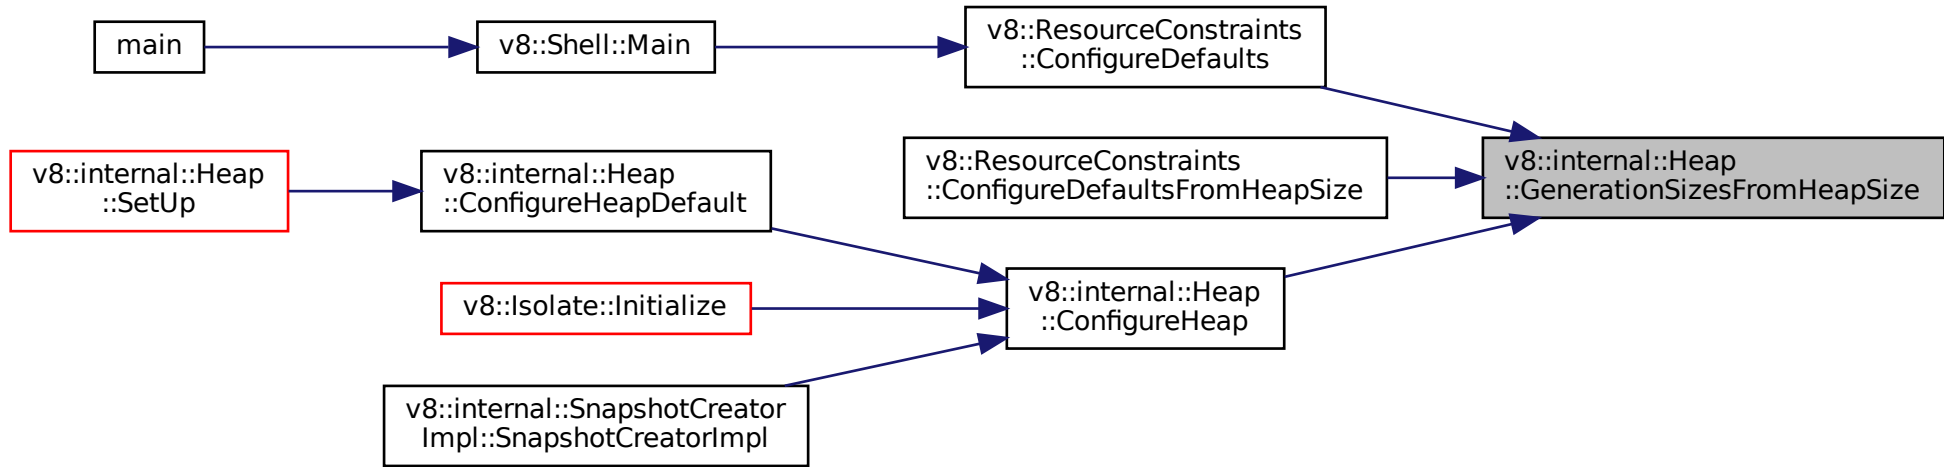 main
v8::Shell::Main
v8::ResourceConstraints
::ConfigureDefaults
v8::internal::Heap
::SetUp
v8::internal::Heap
::ConfigureHeapDefault
v8::ResourceConstraints
::ConfigureDefaultsFromHeapSize
v8::internal::Heap
::GenerationSizesFromHeapSize
v8::Isolate::Initialize
v8::internal::Heap
::ConfigureHeap
v8::internal::SnapshotCreator
Impl::SnapshotCreatorImpl